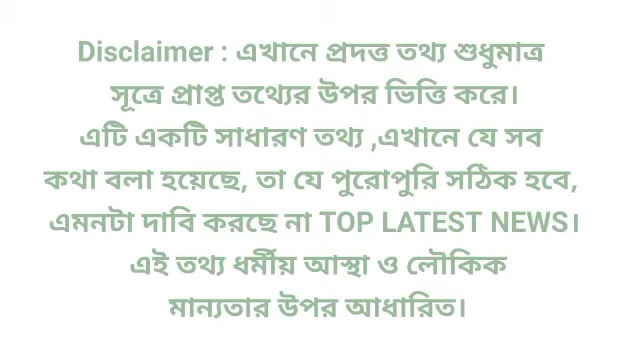 Disclaimer : এখানে প্রদত্ত তথ্য শুধুমাত্র
সূত্রে প্রাপ্ত তথ্যের উপর ভিত্তি করে।
এটি একটি সাধারণ তথ্য ,এখানে যে সব
কথা বলা হয়েছে, তা যে পুরোপুরি সঠিক হবে,
এমনটা দাবি করছে না TOP LATEST NEWS।
এই তথ্য ধর্মীয় আস্থা ও লৌকিক
মান্যতার উপর আধারিত।